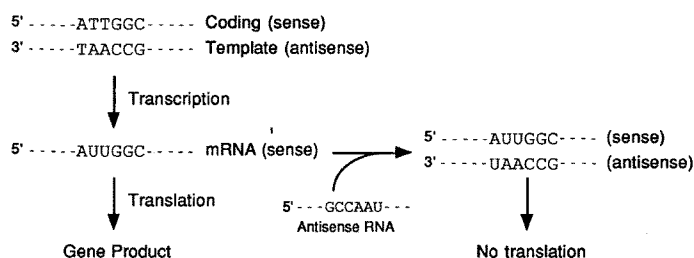 5' - - - - - ATTGGC- - - - - Coding (sense)
3' - - - - - TAACCG- - - - - Template (antisense)
Transcription
5' - - - - - AUUGGC- - - - - mRNA (sense)
5' - - - - - AUUGGC- - - - (sense)
3' - - - - - UAACCG- - - - (antisense)
Translation
5' - - - -GCCAAU- - - -
Antisense RNA
Gene Product
No translation